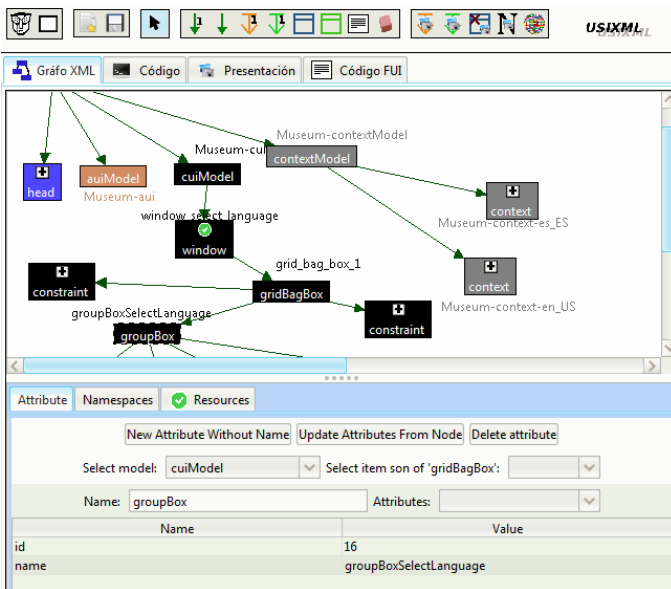 USIXML
Gráfo XML
Código
Presentación
Código FUI
Museum-contextModel
Museum-cui
contextModel
head
auiModel
cuiModel
Museum-aui
context
window_select_language
Museum-context-es_ES
window
grid_bag_box_1
constraint
gridBagBox
context
Museum-context-en_US
groupBoxSelectLanguage
constraint
groupBox
Attribute
Namespaces
Resources
New Attribute Without Name
Update Attributes From Node
Delete attribute
Select model:
cuiModel
Select item son of 'gridBagBox':
Name:
groupBox
Attributes:
Name
Value
id
16
name
groupBoxSelectLanguage